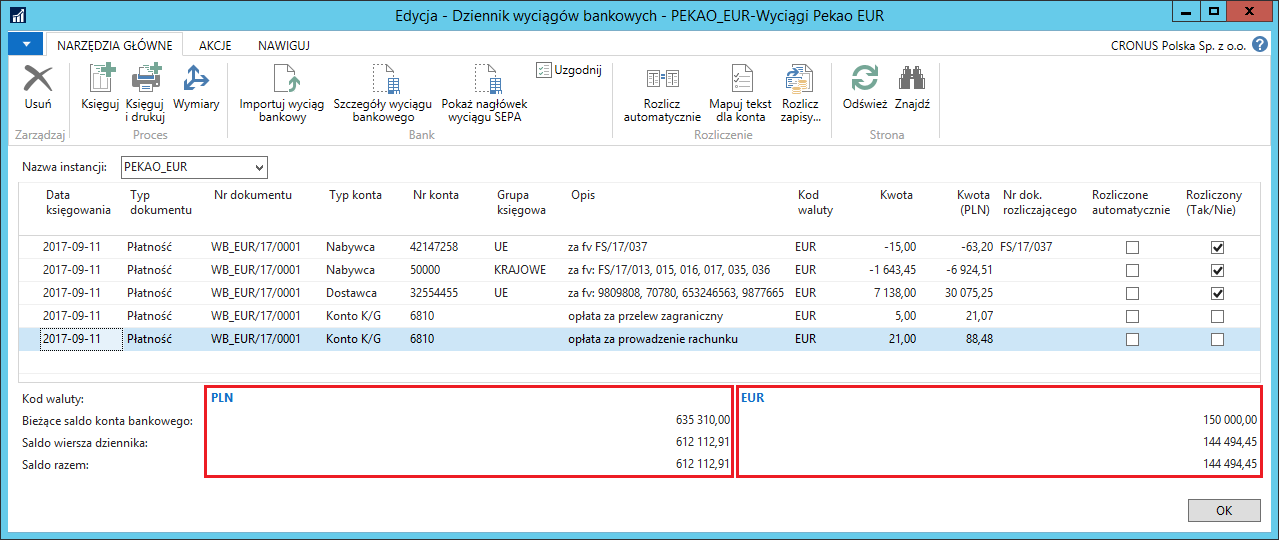 Edycja - Dziennik wyciągów bankowych - PEKAO_EUR-Wyciągi Pekao EUR
NARZĘDZIA GŁÓWNE AKCJE NAWIGUJ CRONUS Polska Sp. z o.o.
Usuń
Zarządzaj
Księguj
Księguj i drukuj
Wymiary
Proces
Importuj wyciąg bankowy
Szczegóły wyciągu bankowego
Pokaż nagłówek wyciągu SEPA
Uzgodnij
Bank
Rozlicz automatycznie
Mapuj tekst dla konta
Rozlicz zapisy...
Rozliczenie
Odśwież
Znajdź
Strona
Nazwa instancji: PEKAO_EUR
Data księgowania Typ dokumentu Nr dokumentu Typ konta Nr konta Grupa księgowa Opis Kod waluty Kwota Kwota (PLN) Nr dok. rozliczającego Rozliczone automatycznie Rozliczony (Tak/Nie)
2017-09-11 Płatność WB_EUR/17/0001 Nabywca 42147258 UE za fv FS/17/037 EUR -15,00 -63,20 FS/17/037
2017-09-11 Płatność WB_EUR/17/0001 Nabywca 50000 KRAJOWE za fv: FS/17/013, 015, 016, 017, 035, 036 EUR -1 643,45 -6 924,51
2017-09-11 Płatność WB_EUR/17/0001 Dostawca 32554455 UE za fv: 9809808, 70780, 653246563, 9877665 EUR 7 138,00 30 075,25
2017-09-11 Płatność WB_EUR/17/0001 Konto K/G 6810 opłata za przelew zagraniczny EUR 5,00 21,07
2017-09-11 Płatność WB_EUR/17/0001 Konto K/G 6810 opłata za prowadzenie rachunku EUR 21,00 88,48
Kod waluty: PLN EUR
Bieżące saldo konta bankowego: 635 310,00 150 000,00
Saldo wiersza dziennika: 612 112,91 144 494,45
Saldo razem: 612 112,91 144 494,45
OK